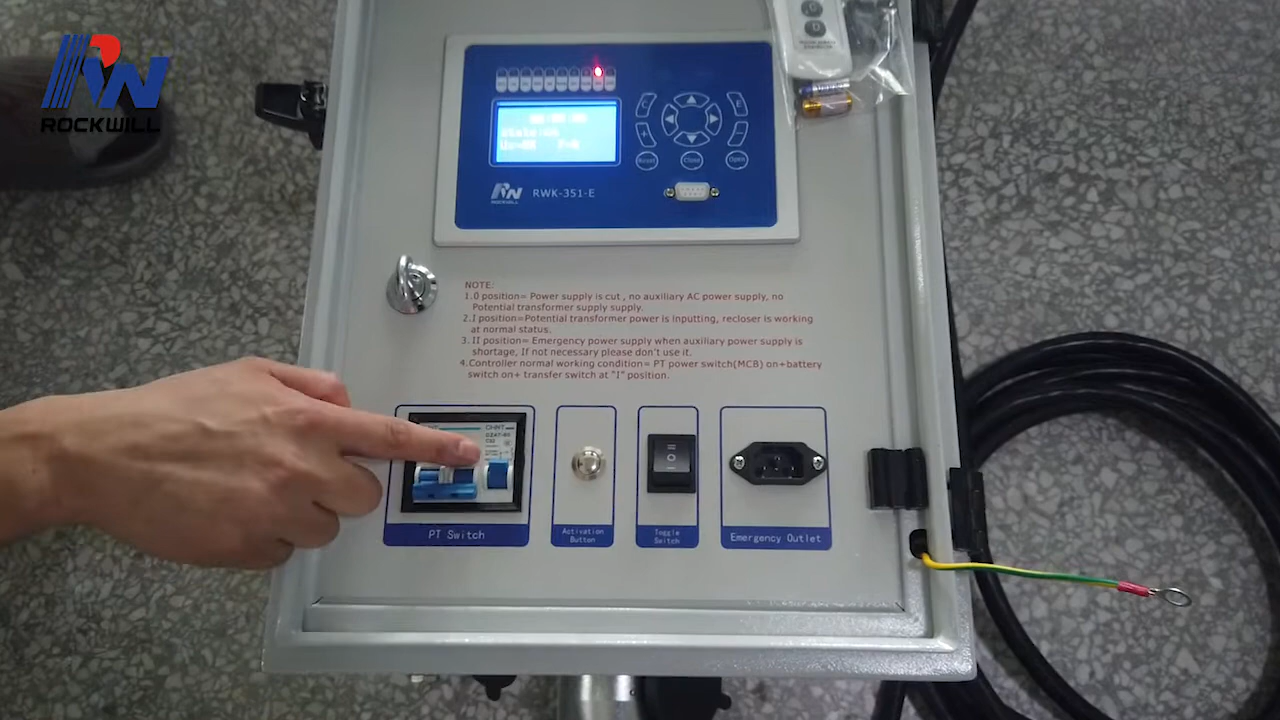 ROCKWILL
C
E
+
-
Reset
Close
Open
RW
ROCKWILL
RWK-351-E
NOTE:
1.0 position= Power supply is cut , no auxiliary AC power supply, no
Potential transformer supply supply.
2.I position=Potential transformer power is inputting, recloser is working
at normal status.
3. II position= Emergency power supply when auxiliary power supply is
shortage, If not necessary please don't use it.
4.Controller normal working condition= PT power switch(MCB) on+battery
switch on+ transfer switch at "I" position.
CHNT
II
O
I
PT Switch
Activation
Button
Toggle
Switch
Emergency Outlet